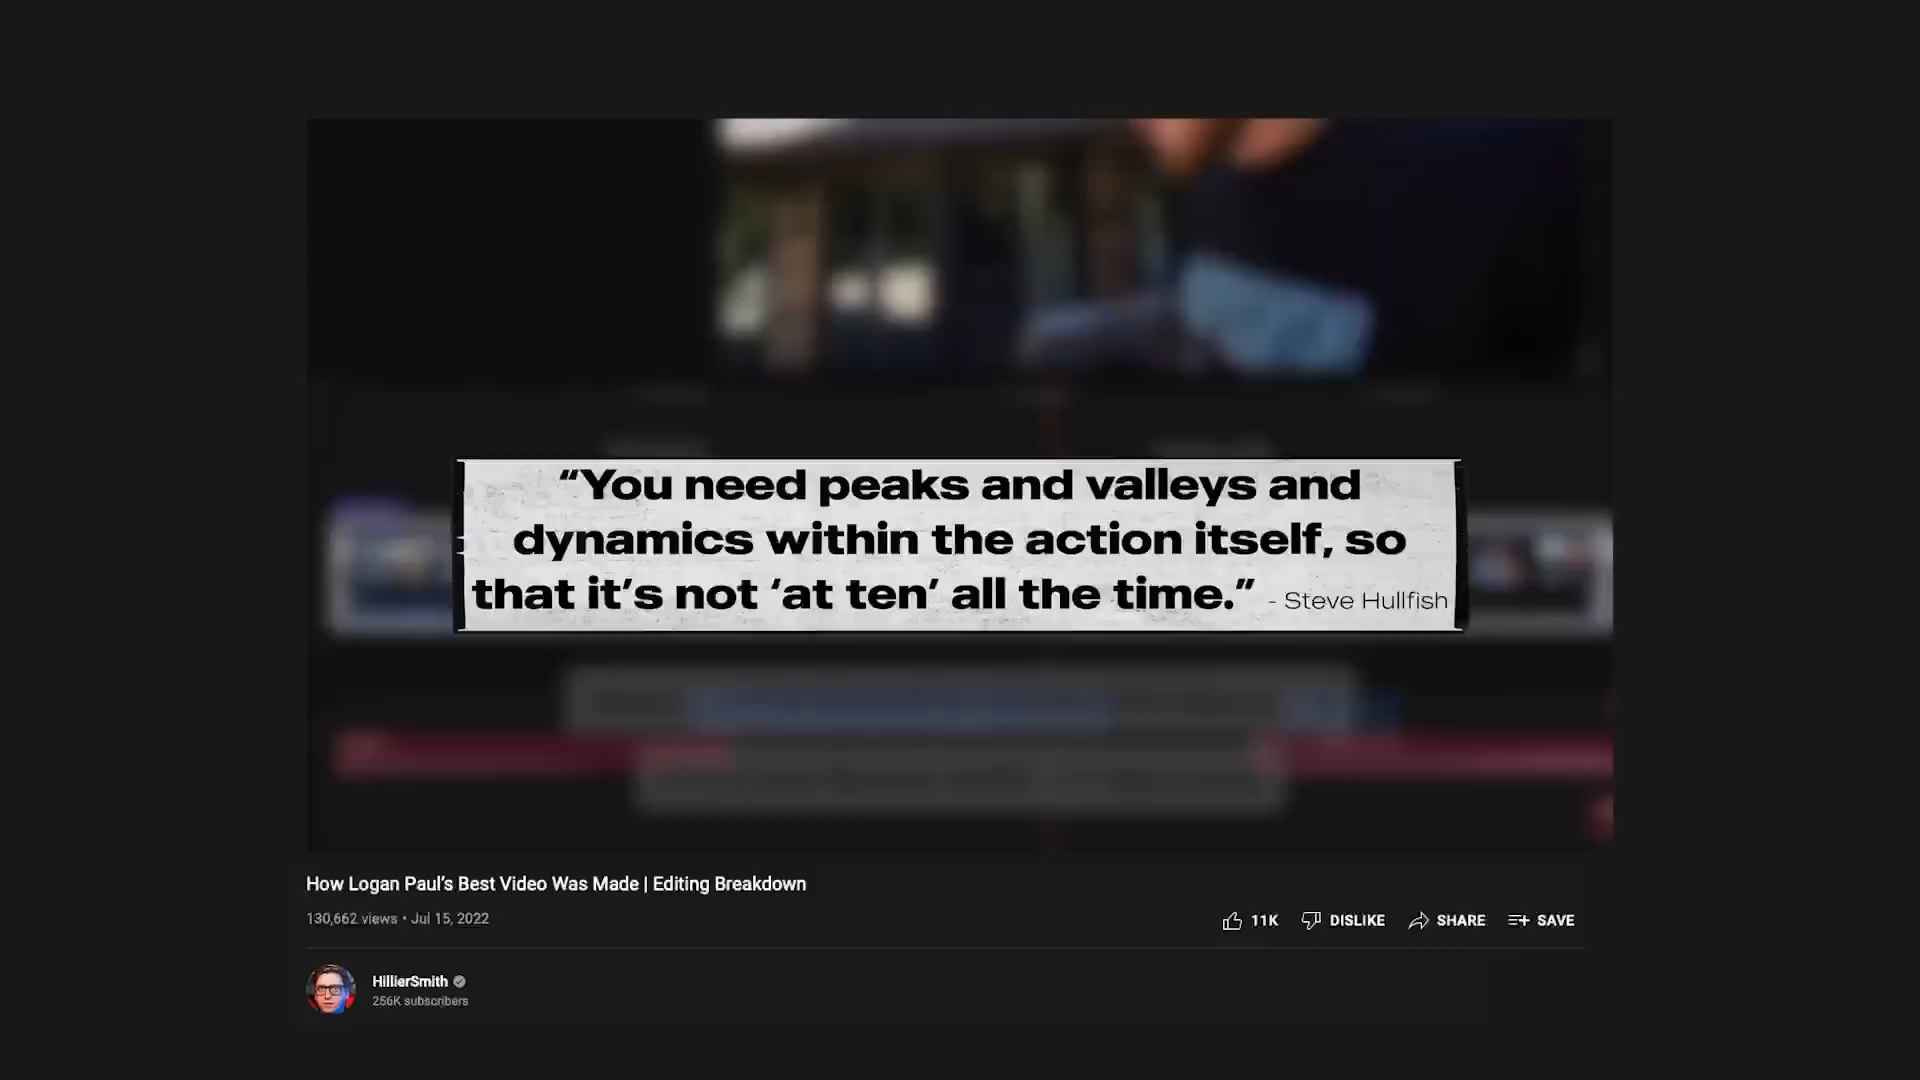 “You need peaks and valleys and
dynamics within the action itself, so
that it’s not ‘at ten’ all the time.” - Steve Hullfish
How Logan Paul’s Best Video Was Made | Editing Breakdown
130,662 views • Jul 15, 2022
11K DISLIKE SHARE SAVE
HillierSmith
256K subscribers